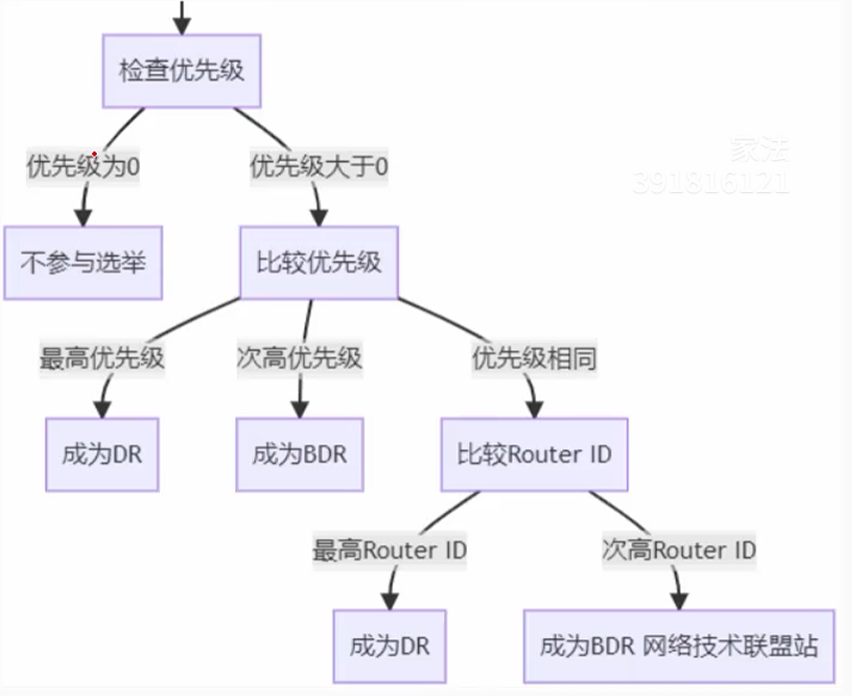 检查优先级
家法
391816121
优先级为0
优先级大于0
不参与选举
比较优先级
最高优先级
次高优先级
优先级相同
成为DR
成为BDR
比较Router ID
最高Router ID
次高Router ID
成为DR
成为BDR 网络技术联盟站